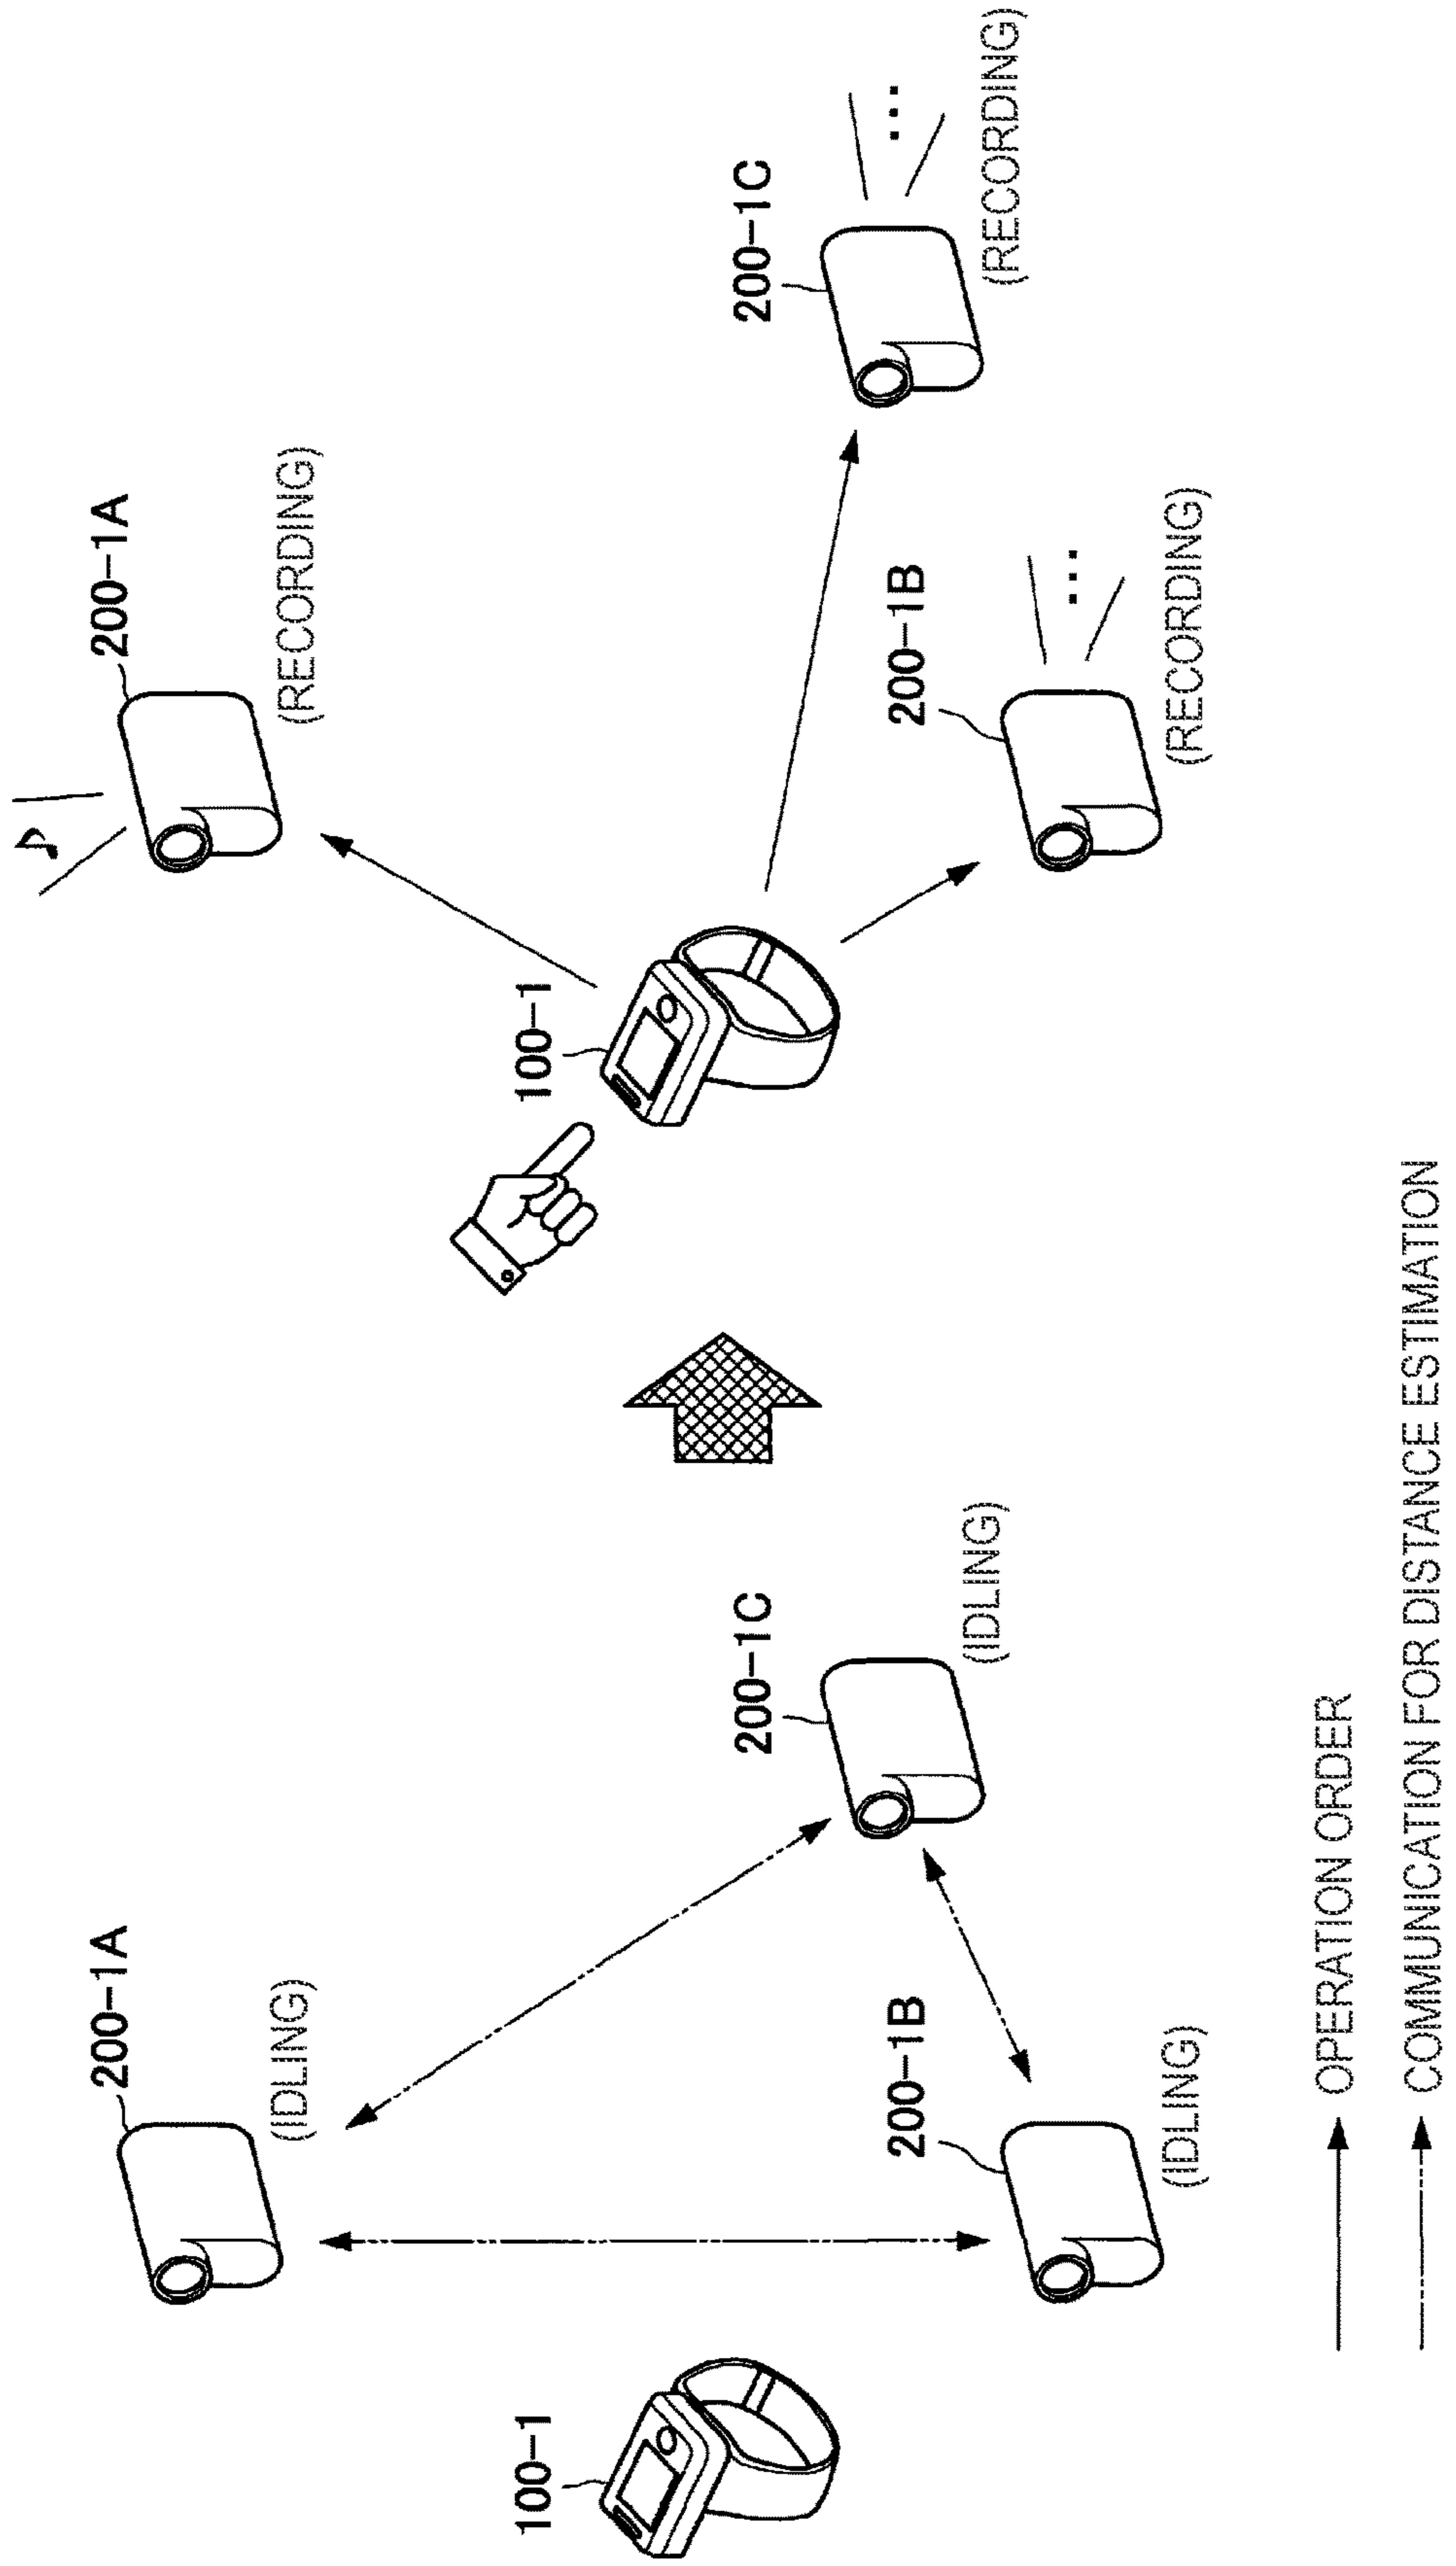 200-1A
(IDLING)
100-1
200-1C
(IDLING)
200-1B
(IDLING)
200-1A
(RECORDING)
100-1
200-1C
(RECORDING)
200-1B
(RECORDING)
OPERATION ORDER
COMMUNICATION FOR DISTANCE ESTIMATION